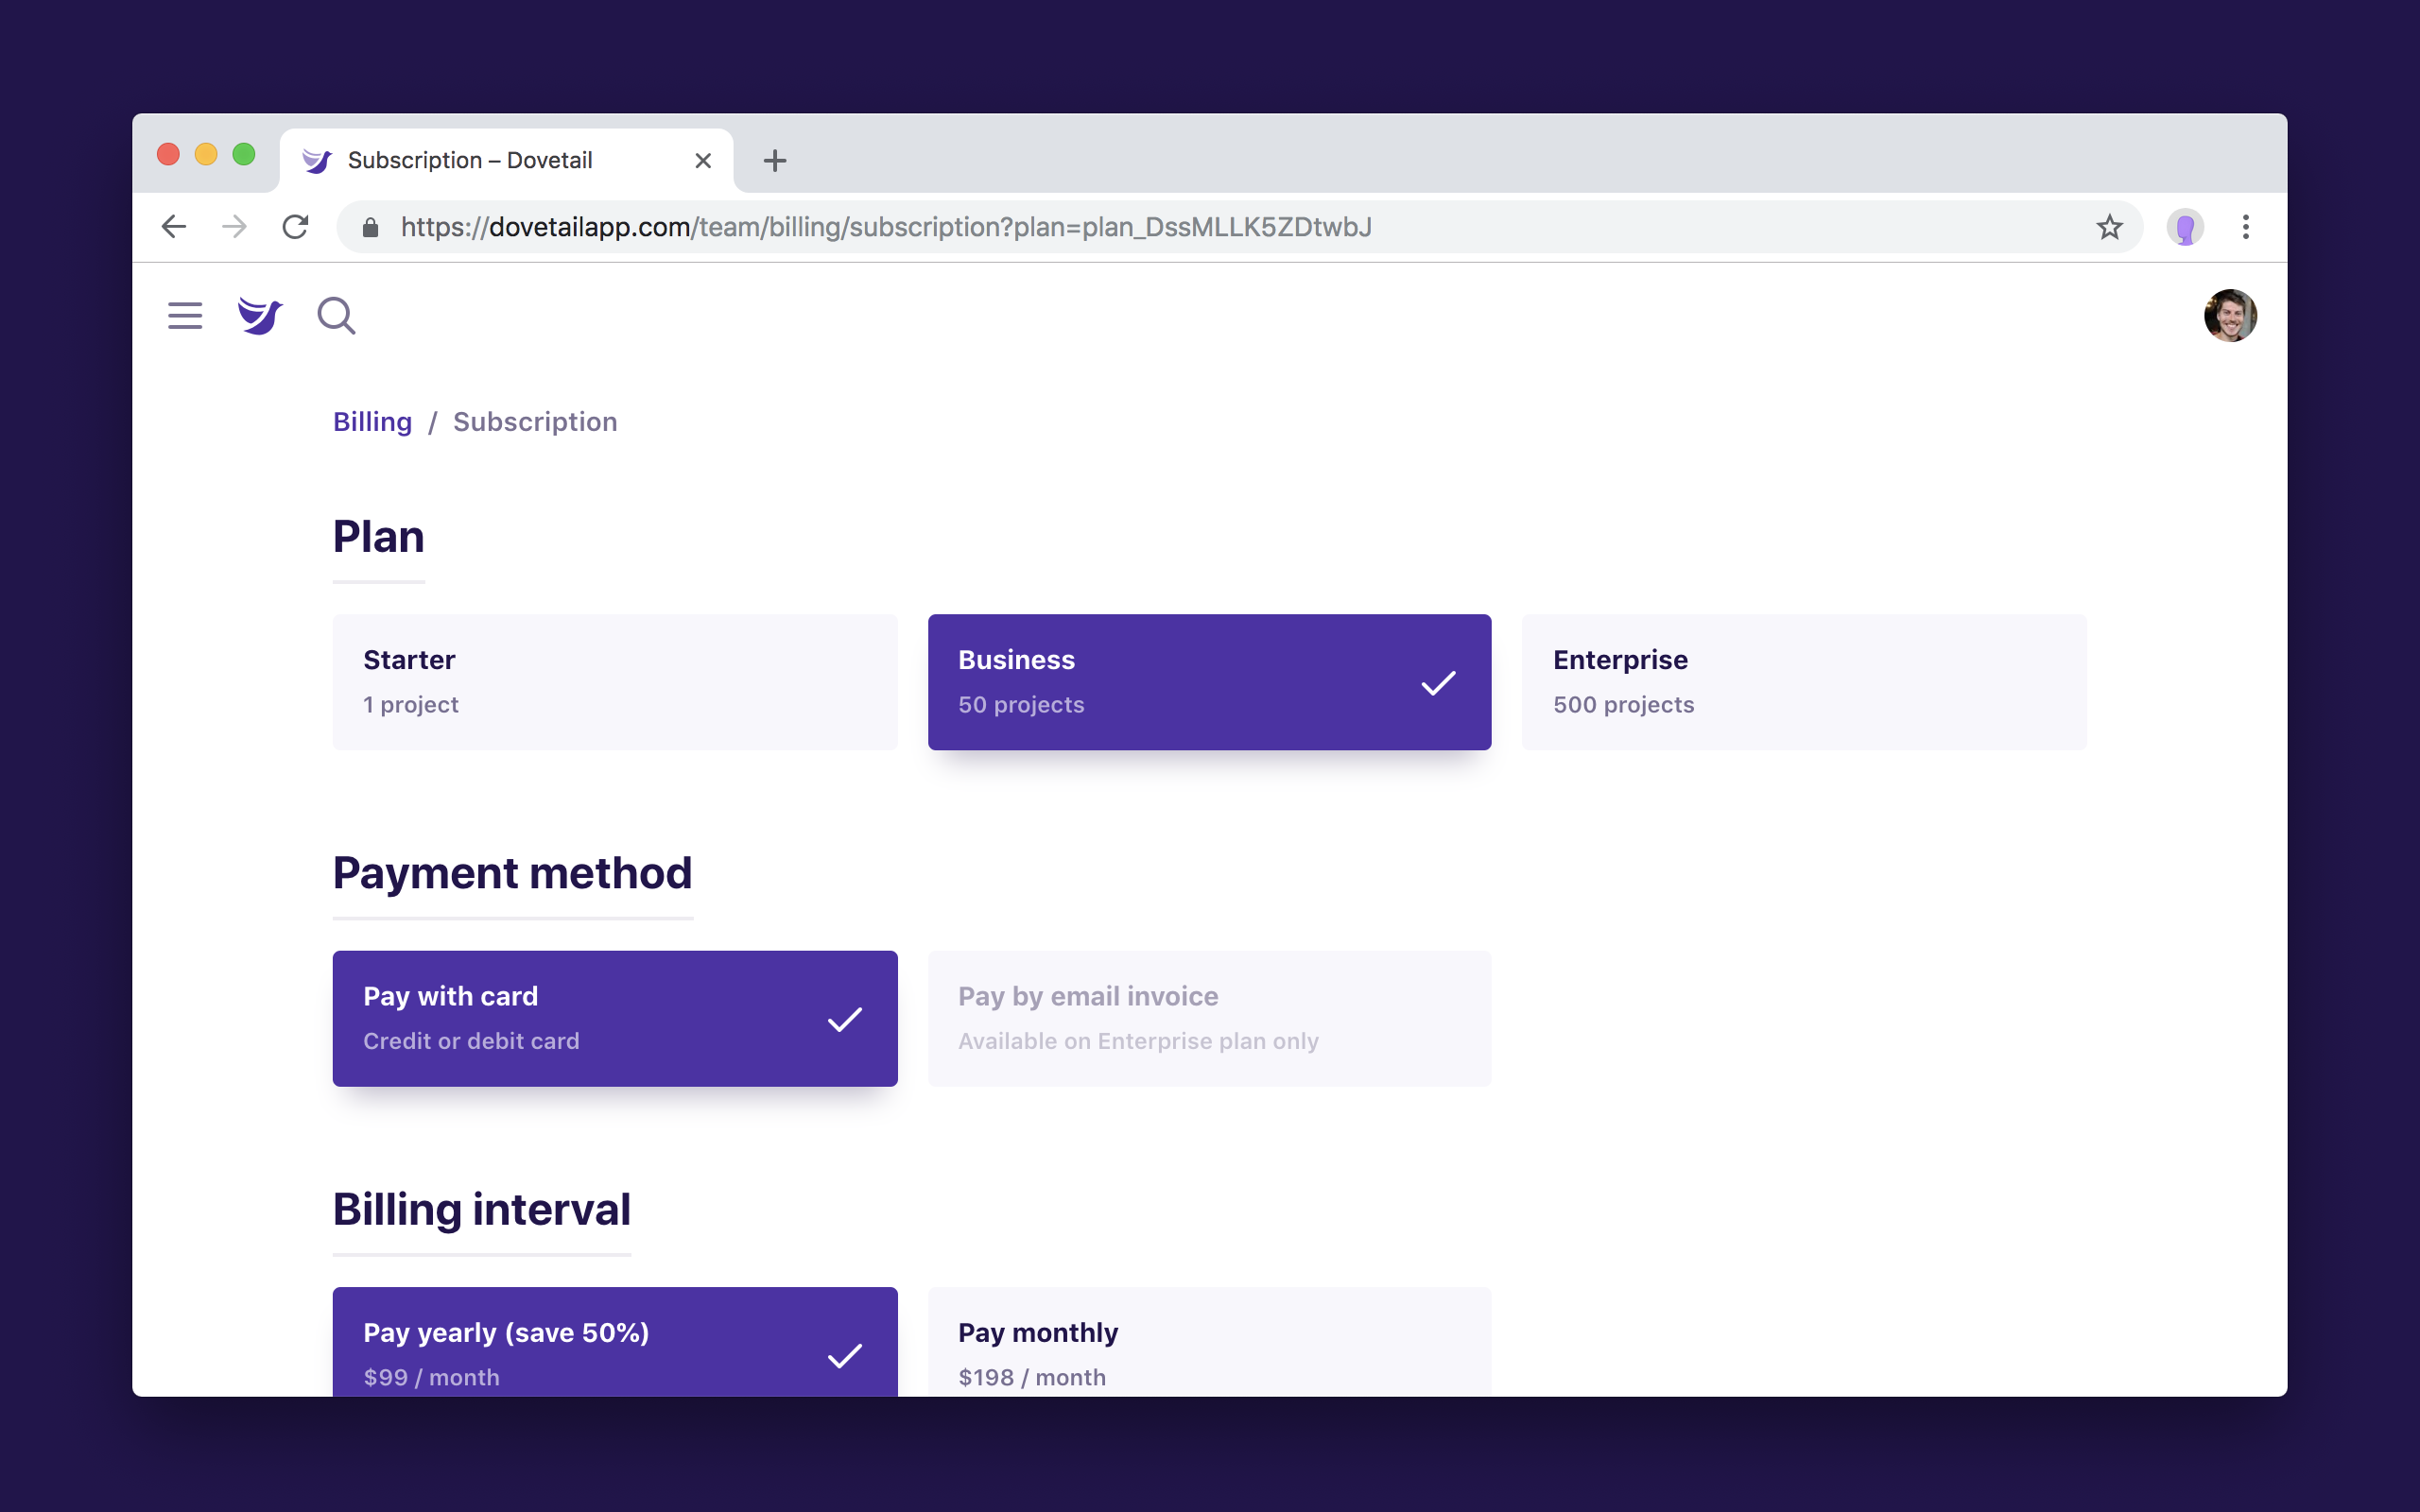 Subscription – Dovetail
https://dovetailapp.com/team/billing/subscription?plan=plan_DssMLLK5ZDtwbJ
Billing / Subscription
Plan
Starter
1 project
Business
50 projects
Enterprise
500 projects
Payment method
Pay with card
Credit or debit card
Pay by email invoice
Available on Enterprise plan only
Billing interval
Pay yearly (save 50%)
$99 / month
Pay monthly
$198 / month